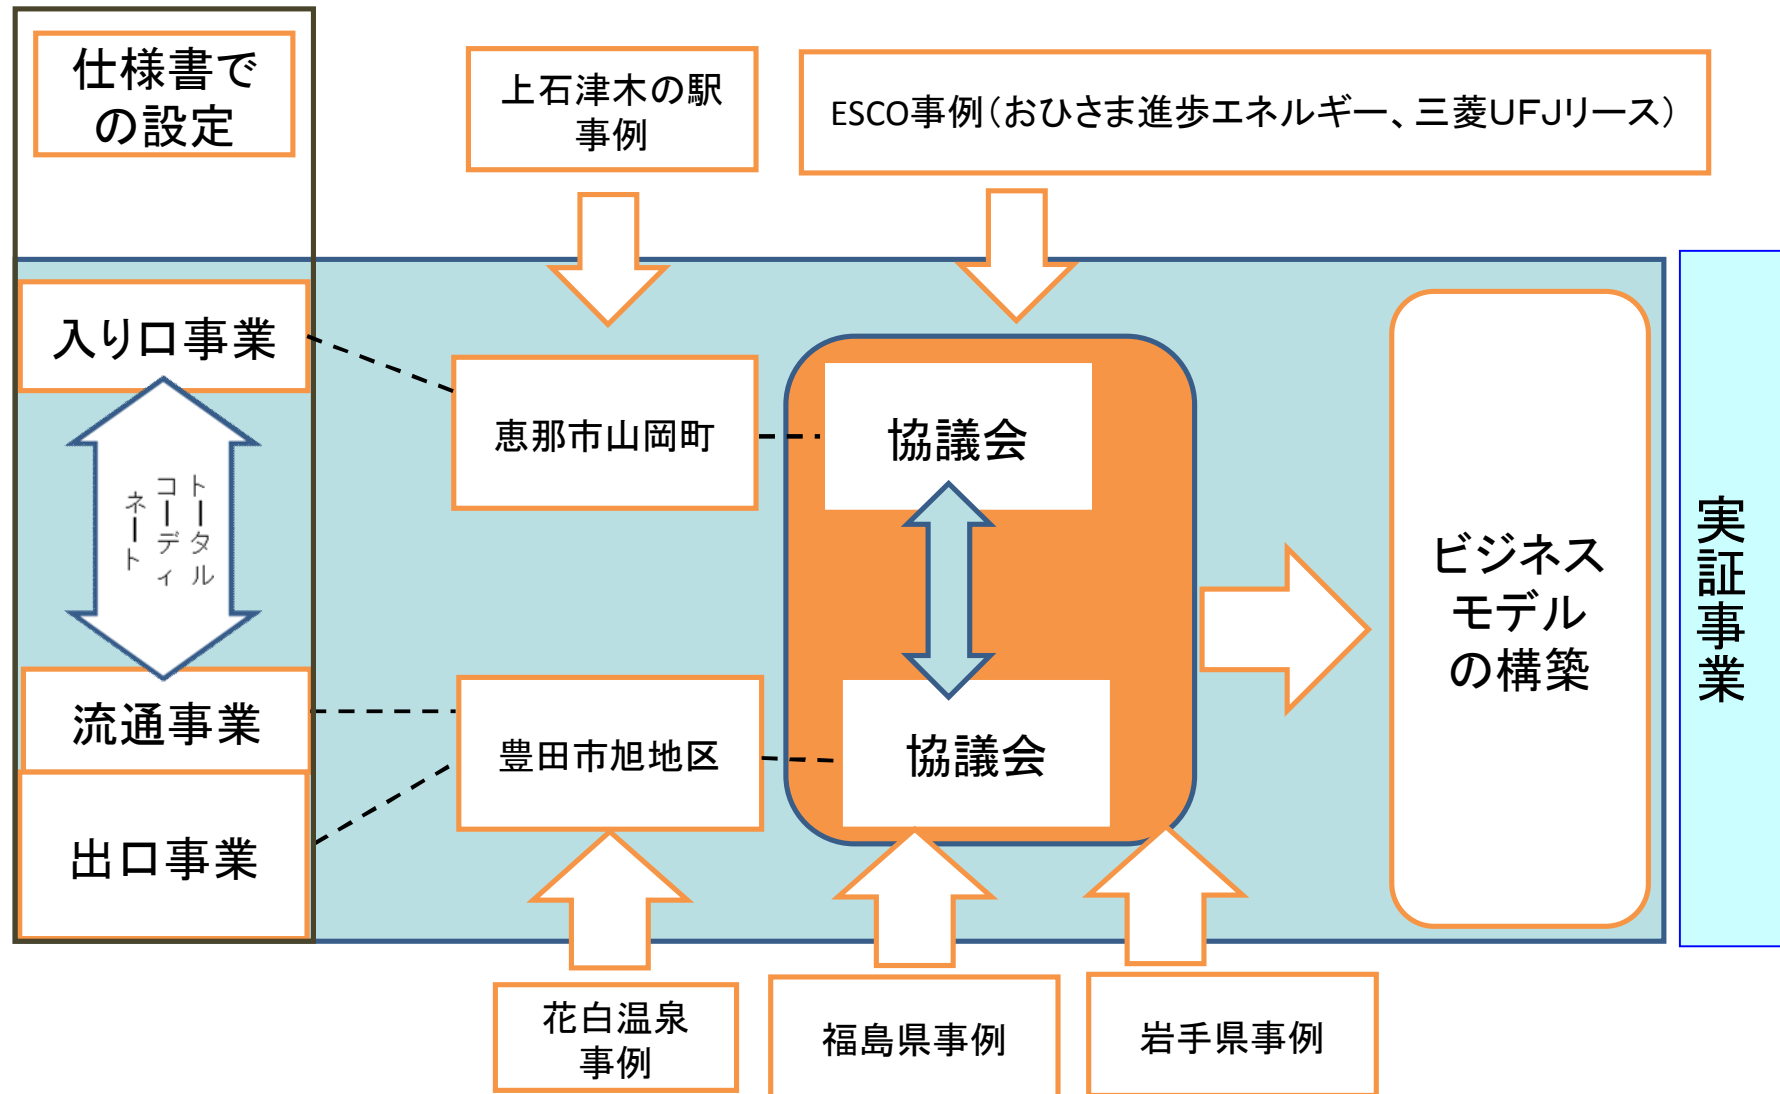 仕様書で
の設定
上石津木の駅
事例
ESCO事例（おひさま進歩エネルギー、三菱ＵＦＪリース）
入り口事業
トータル
コーディ
ネート
流通事業
出口事業
恵那市山岡町
豊田市旭地区
協議会
協議会
ビジネス
モデル
の構築
実証事業
花白温泉
事例
福島県事例
岩手県事例